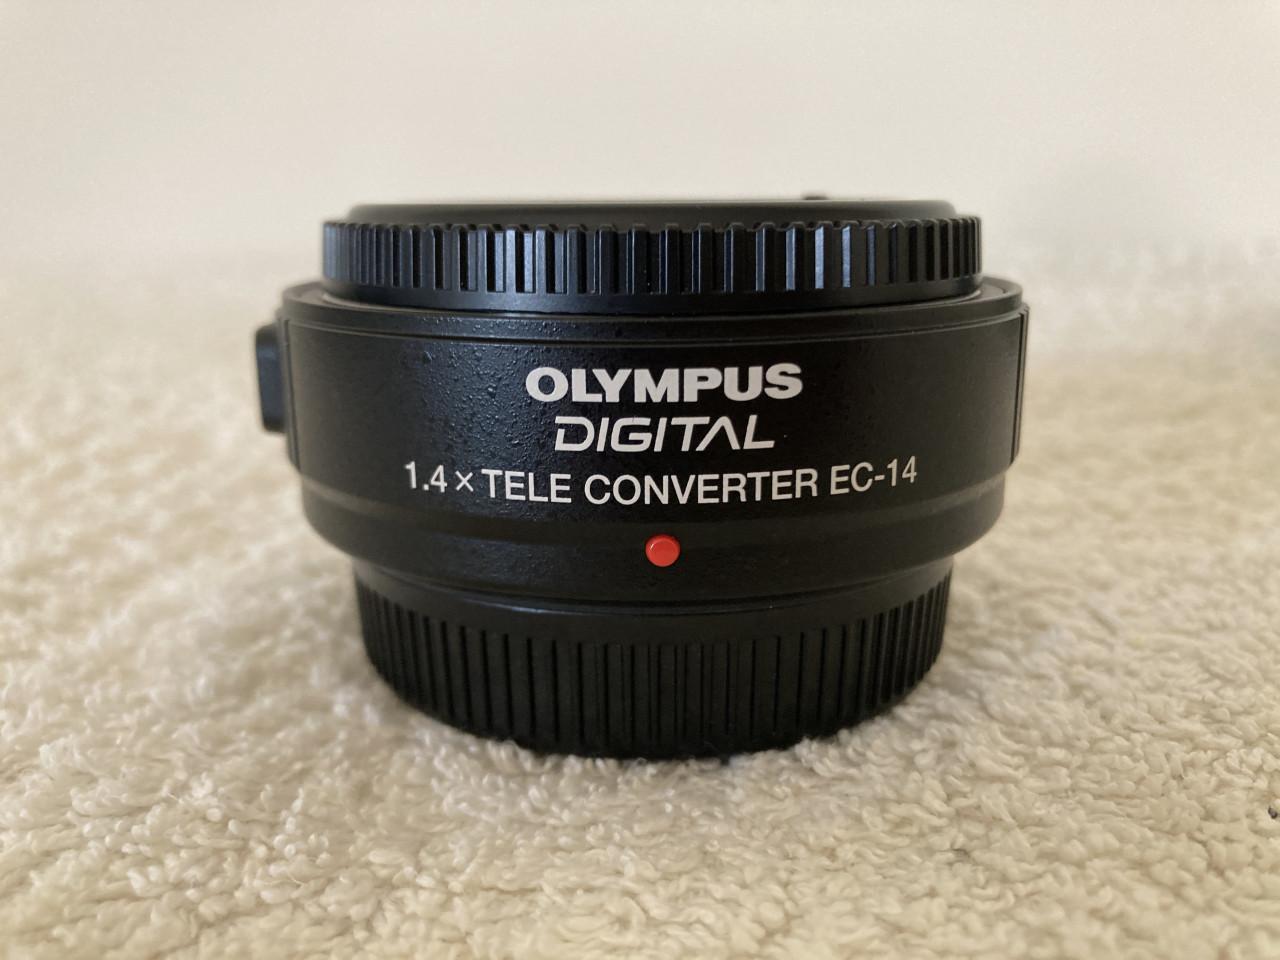 OLYMPUS
DIGITAL
1.4× TELE CONVERTER EC-14